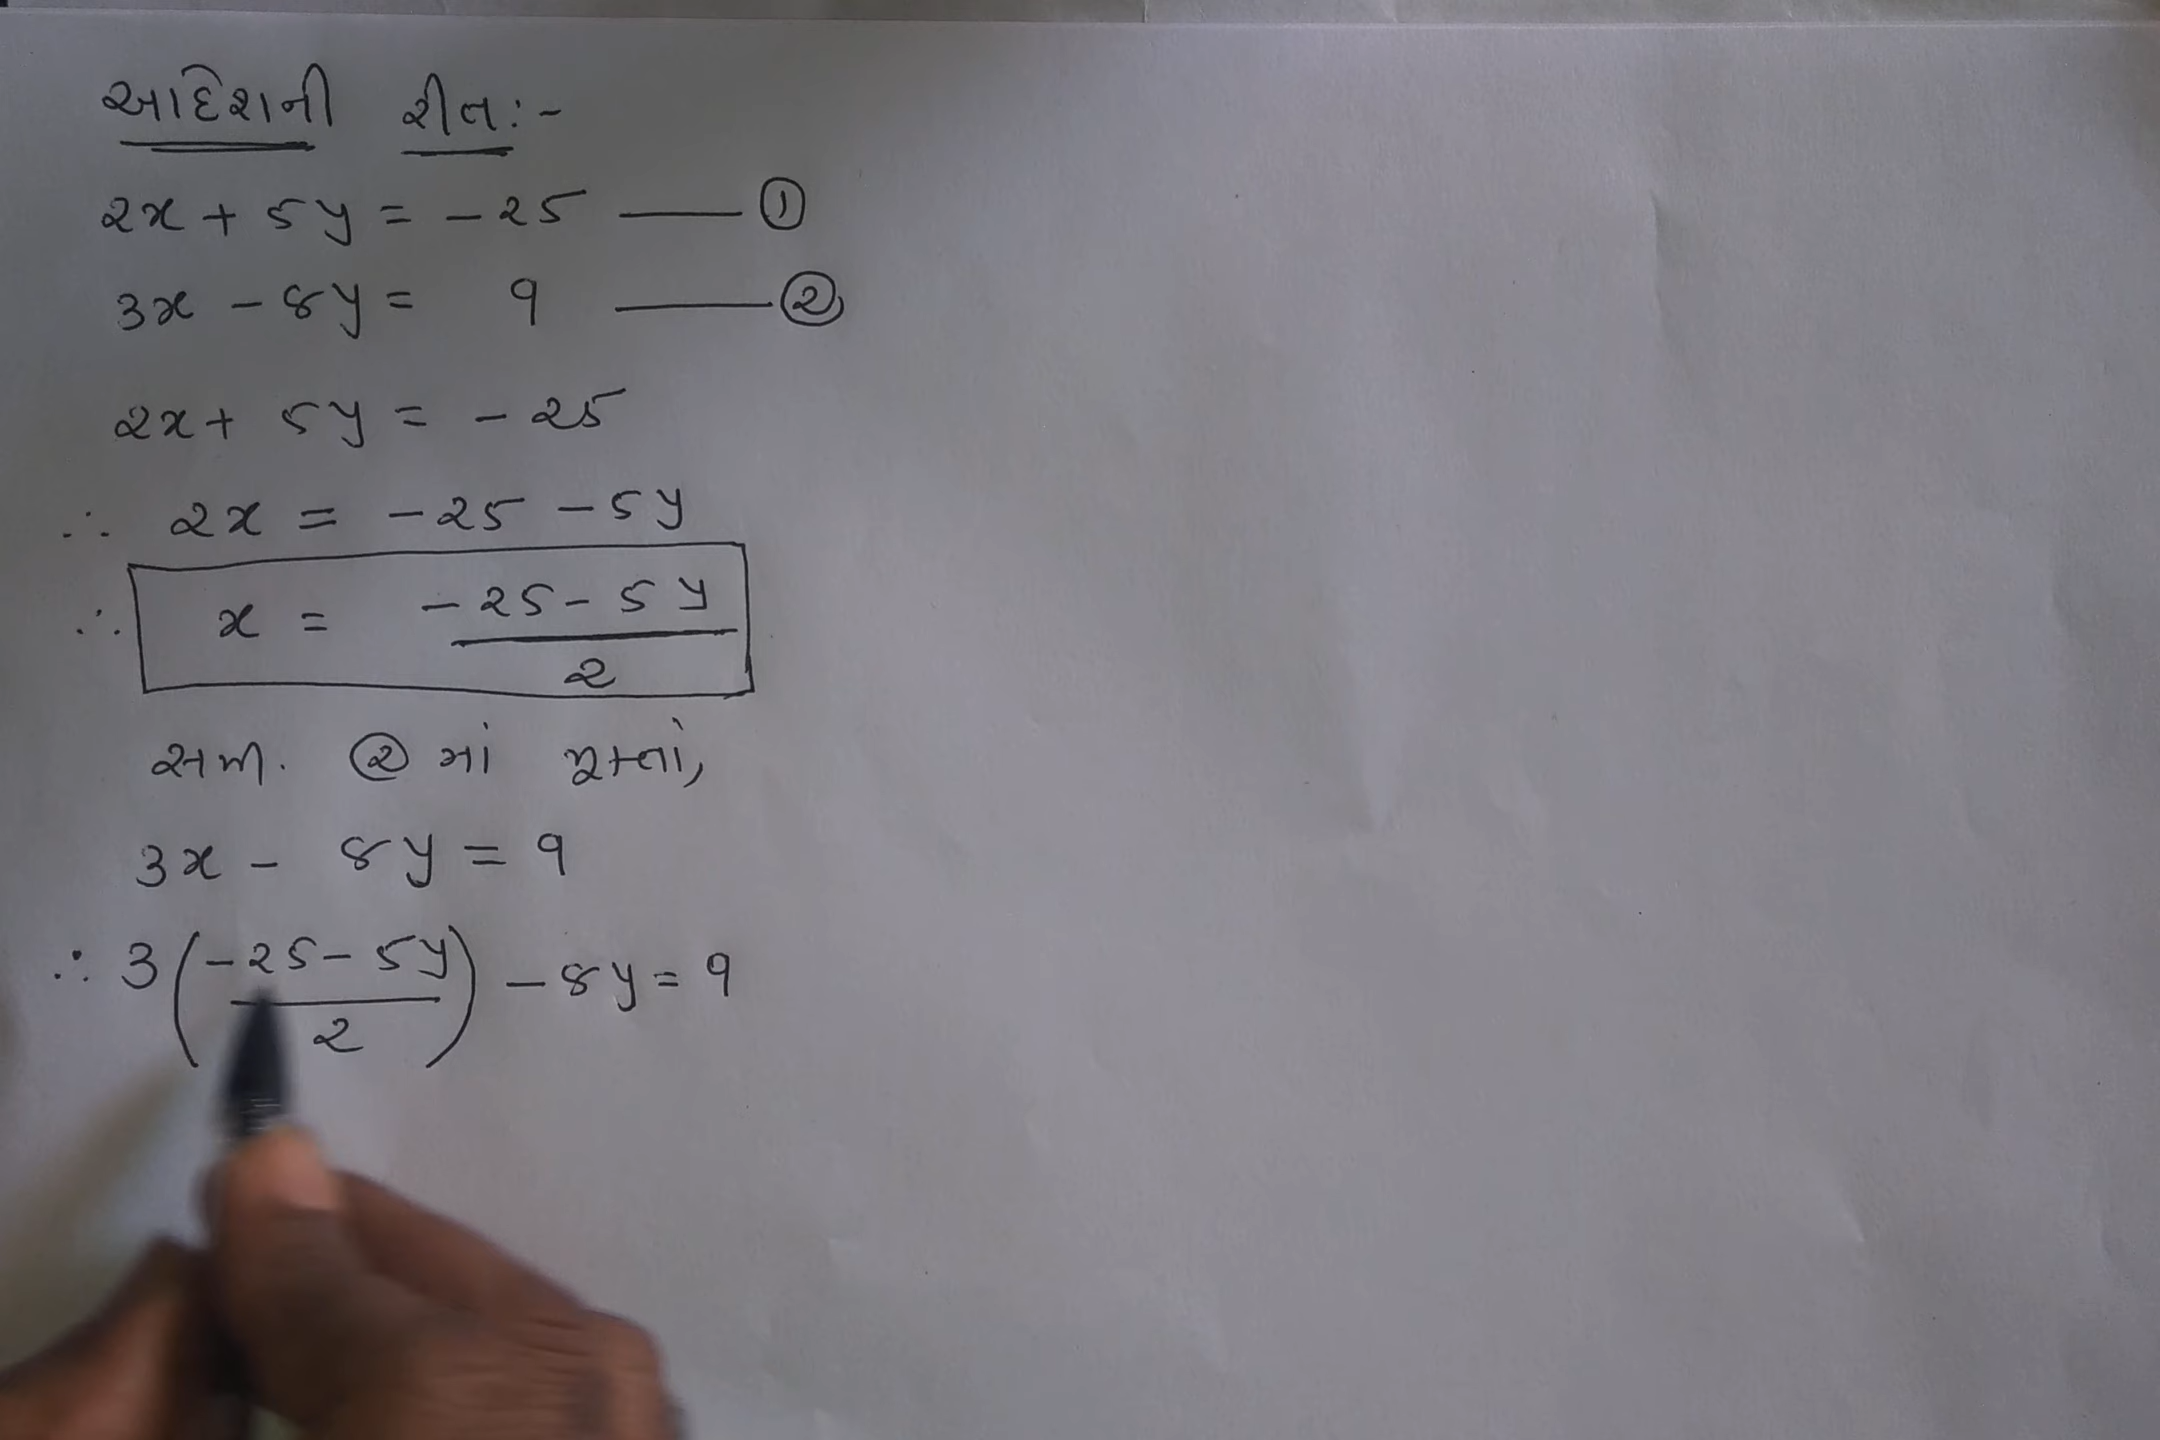 આદેશની રીત :-
2x + 5y = -25 —— ①
3x - 8y = 9 —— ②
2x + 5y = -25
∴ 2x = -25 - 5y
∴ x = (-25 - 5y)/2
સમી. ② માં મૂકતાં,
3x - 8y = 9
∴ 3((-25 - 5y)/2) - 8y = 9